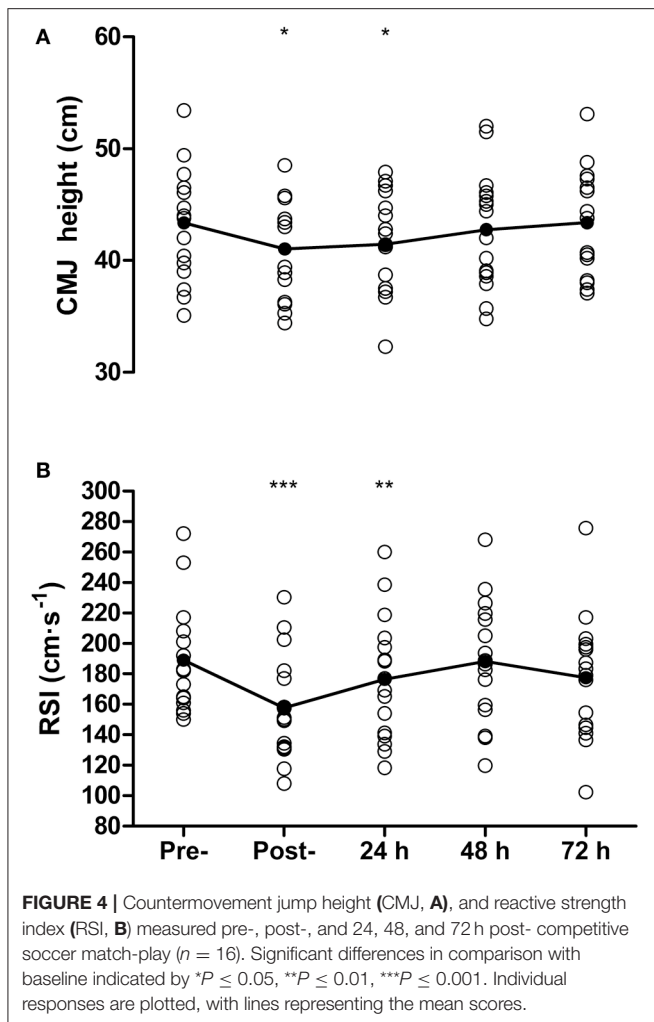 A
60
50
40
30
CMJ height (cm)
* *
B
300
280
260
240
220
200
180
160
140
120
100
80
RSI (cm·s⁻¹)
*** **
Pre- Post- 24 h 48 h 72 h
FIGURE 4 | Countermovement jump height (CMJ, A), and reactive strength
index (RSI, B) measured pre-, post-, and 24, 48, and 72 h post- competitive
soccer match-play (n = 16). Significant differences in comparison with
baseline indicated by *P ≤ 0.05, **P ≤ 0.01, ***P ≤ 0.001. Individual
responses are plotted, with lines representing the mean scores.